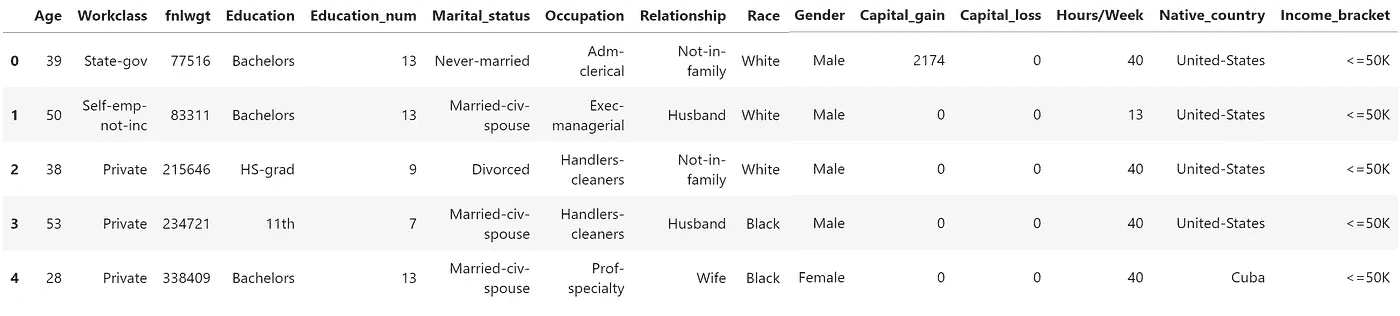 Age Workclass fnlwgt Education Education_num Marital_status Occupation Relationship Race Gender Capital_gain Capital_loss Hours/Week Native_country Income_bracket
0 39 State-gov 77516 Bachelors 13 Never-married Adm-clerical Not-in-family White Male 2174 0 40 United-States <=50K
1 50 Self-emp-not-inc 83311 Bachelors 13 Married-civ-spouse Exec-managerial Husband White Male 0 0 13 United-States <=50K
2 38 Private 215646 HS-grad 9 Divorced Handlers-cleaners Not-in-family White Male 0 0 40 United-States <=50K
3 53 Private 234721 11th 7 Married-civ-spouse Handlers-cleaners Husband Black Male 0 0 40 United-States <=50K
4 28 Private 338409 Bachelors 13 Married-civ-spouse Prof-specialty Wife Black Female 0 0 40 Cuba <=50K